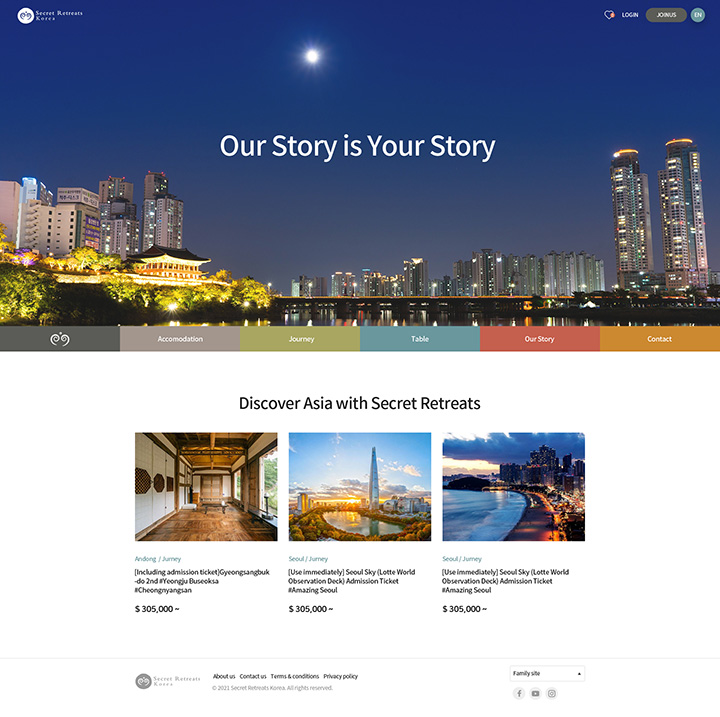 Secret Retreats
Korea
LOGIN
JOINUS
EN
Our Story is Your Story
Accomodation
Journey
Table
Our Story
Contact
Discover Asia with Secret Retreats
Andong / Jurney
[Including admission ticket]Gyeongsangbuk
-do 2nd #Yeongju Buseoksa
#Cheongnyangsan
$ 305,000 ~
Seoul / Jurney
[Use immediately] Seoul Sky (Lotte World
Observation Deck) Admission Ticket
#Amazing Seoul
$ 305,000 ~
Seoul / Jurney
[Use immediately] Seoul Sky (Lotte World
Observation Deck) Admission Ticket
#Amazing Seoul
$ 305,000 ~
Secret Retreats
Korea
About us Contact us Terms & conditions Privacy policy
© 2021 Secret Retreats Korea. All rights reserved.
Family site